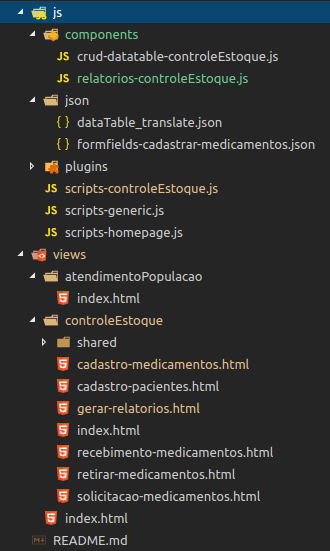 js
components
JS crud-datatable-controleEstoque.js
JS relatorios-controleEstoque.js
json
{ } dataTable_translate.json
{ } formfields-cadastrar-medicamentos.json
plugins
JS scripts-controleEstoque.js
JS scripts-generic.js
JS scripts-homepage.js
views
atendimentoPopulacao
index.html
controleEstoque
shared
cadastro-medicamentos.html
cadastro-pacientes.html
gerar-relatorios.html
index.html
recebimento-medicamentos.html
retirar-medicamentos.html
solicitacao-medicamentos.html
index.html
README.md